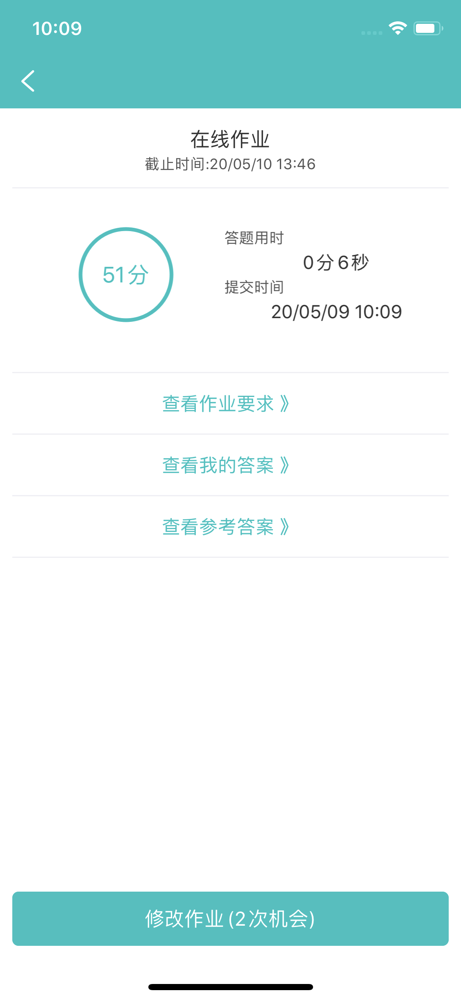 10:09
在线作业
截止时间:20/05/10 13:46
51分
答题用时
0分6秒
提交时间
20/05/09 10:09
查看作业要求 》
查看我的答案 》
查看参考答案 》
修改作业(2次机会)